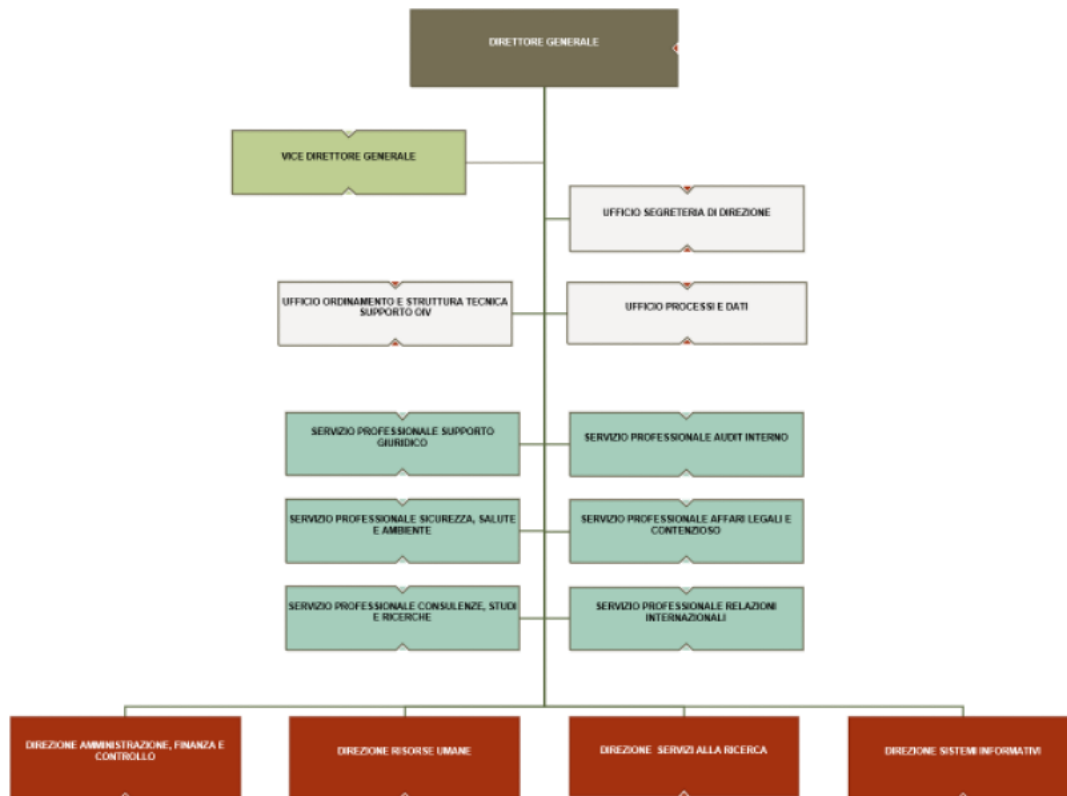 DIRETTORE GENERALE
VICE DIRETTORE GENERALE
UFFICIO SEGRETERIA DI DIREZIONE
UFFICIO ORDINAMENTO E STRUTTURA TECNICA
SUPPORTO OIV
UFFICIO PROCESSI E DATI
SERVIZIO PROFESSIONALE SUPPORTO
GIURIDICO
SERVIZIO PROFESSIONALE AUDIT INTERNO
SERVIZIO PROFESSIONALE SICUREZZA, SALUTE
E AMBIENTE
SERVIZIO PROFESSIONALE AFFARI LEGALI E
CONTENZIOSO
SERVIZIO PROFESSIONALE CONSULENZE, STUDI
E RICERCHE
SERVIZIO PROFESSIONALE RELAZIONI
INTERNAZIONALI
DIREZIONE AMMINISTRAZIONE, FINANZA E
CONTROLLO
DIREZIONE RISORSE UMANE
DIREZIONE SERVIZI ALLA RICERCA
DIREZIONE SISTEMI INFORMATIVI